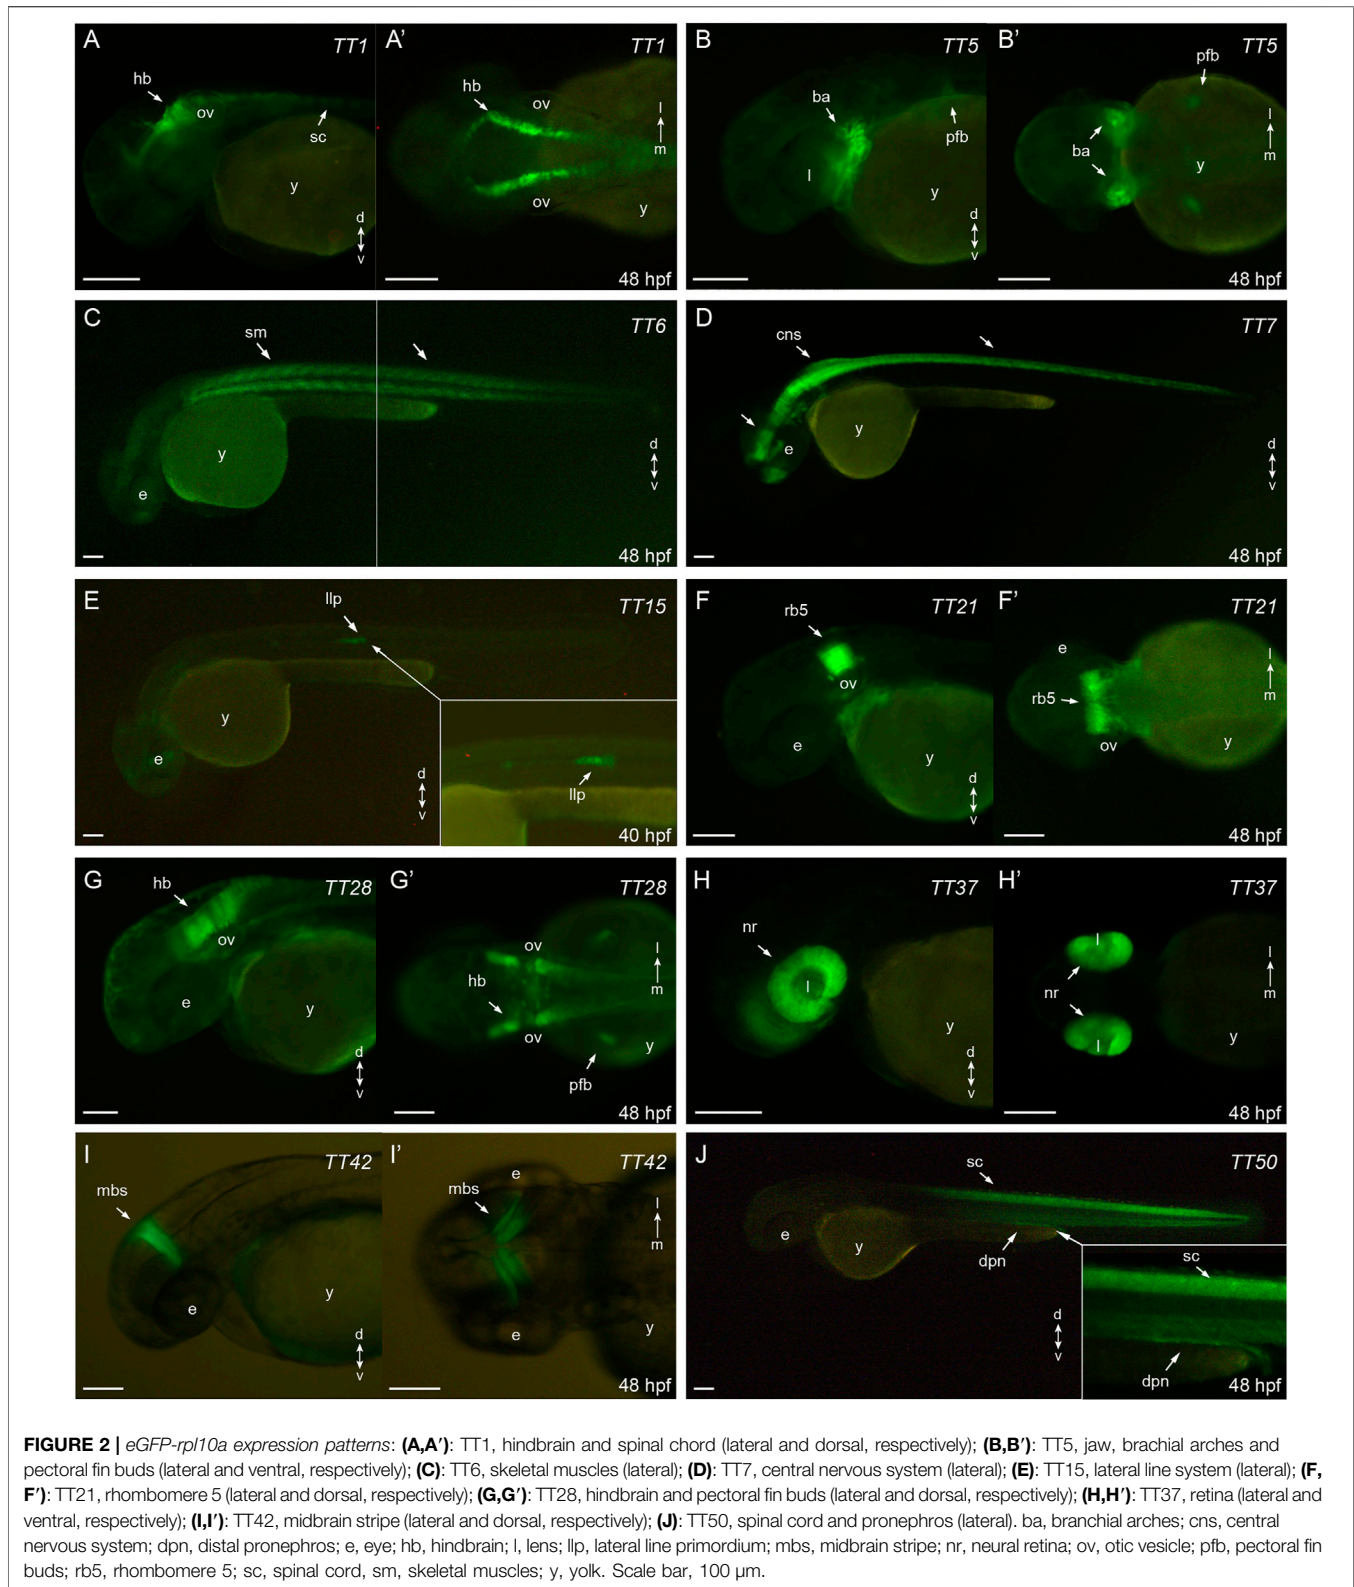 A TT1 A’ TT1 B TT5 B’ TT5
hb hb ov ba pfb
ov sc l m pfb ba l m
y ov y l y y
d v d v
48 hpf 48 hpf
C TT6 D TT7
sm cns
y e y e
d v d v
48 hpf 48 hpf
E TT15 F TT21 F’ TT21
llp rb5 e l
ov rb5 m
y e ov
d v llp e y d v y
40 hpf 48 hpf
G TT28 G’ TT28 H TT37 H’ TT37
hb ov l nr l l
ov hb m l nr m
e y ov y y l y
d v pfb d v
48 hpf 48 hpf
I TT42 I’ TT42 J TT50
mbs mbs e l sc
m e y dpn
e y e y sc
d v d v dpn
48 hpf 48 hpf
FIGURE 2 | eGFP-rpl10a expression patterns: (A,A′): TT1, hindbrain and spinal chord (lateral and dorsal, respectively); (B,B′): TT5, jaw, brachial arches and
pectoral fin buds (lateral and ventral, respectively); (C): TT6, skeletal muscles (lateral); (D): TT7, central nervous system (lateral); (E): TT15, lateral line system (lateral); (F,
F′): TT21, rhombomere 5 (lateral and dorsal, respectively); (G,G′): TT28, hindbrain and pectoral fin buds (lateral and dorsal, respectively); (H,H′): TT37, retina (lateral and
ventral, respectively); (I,I′): TT42, midbrain stripe (lateral and dorsal, respectively); (J): TT50, spinal cord and pronephros (lateral). ba, branchial arches; cns, central
nervous system; dpn, distal pronephros; e, eye; hb, hindbrain; l, lens; llp, lateral line primordium; mbs, midbrain stripe; nr, neural retina; ov, otic vesicle; pfb, pectoral fin
buds; rb5, rhombomere 5; sc, spinal cord, sm, skeletal muscles; y, yolk. Scale bar, 100 µm.